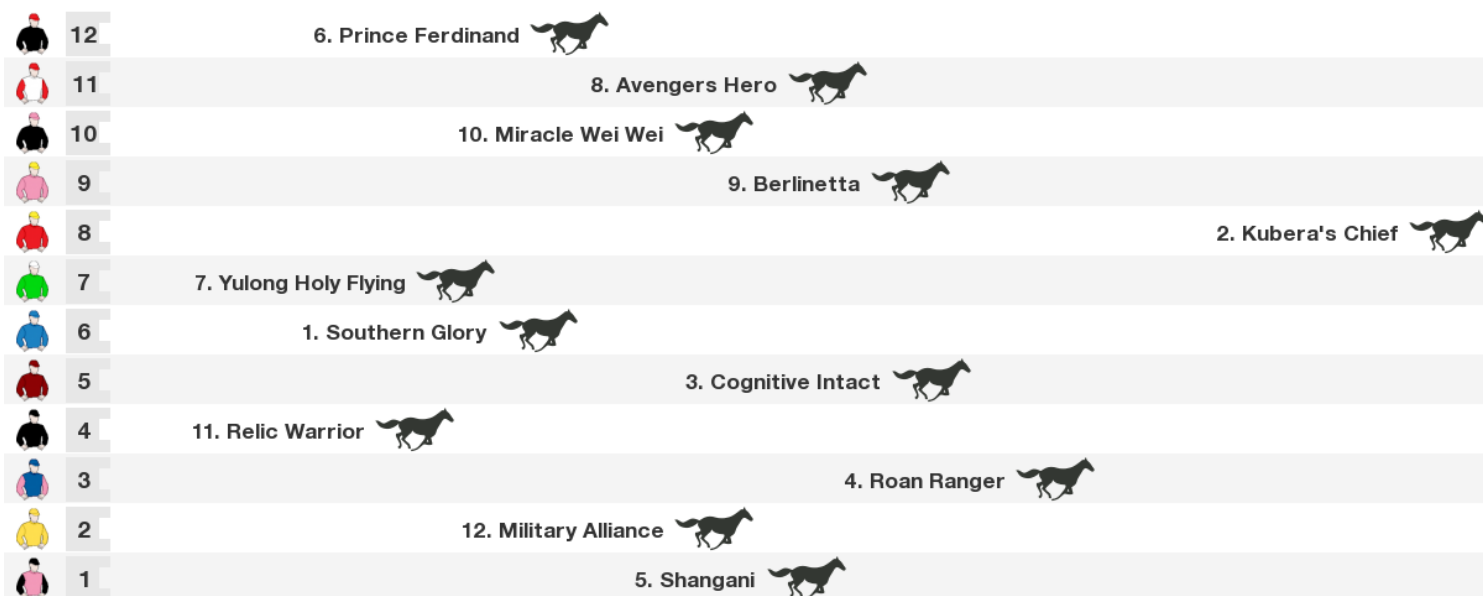 12 6. Prince Ferdinand
11 8. Avengers Hero
10 10. Miracle Wei Wei
9 9. Berlinetta
8 2. Kubera's Chief
7 7. Yulong Holy Flying
6 1. Southern Glory
5 3. Cognitive Intact
4 11. Relic Warrior
3 4. Roan Ranger
2 12. Military Alliance
1 5. Shangani